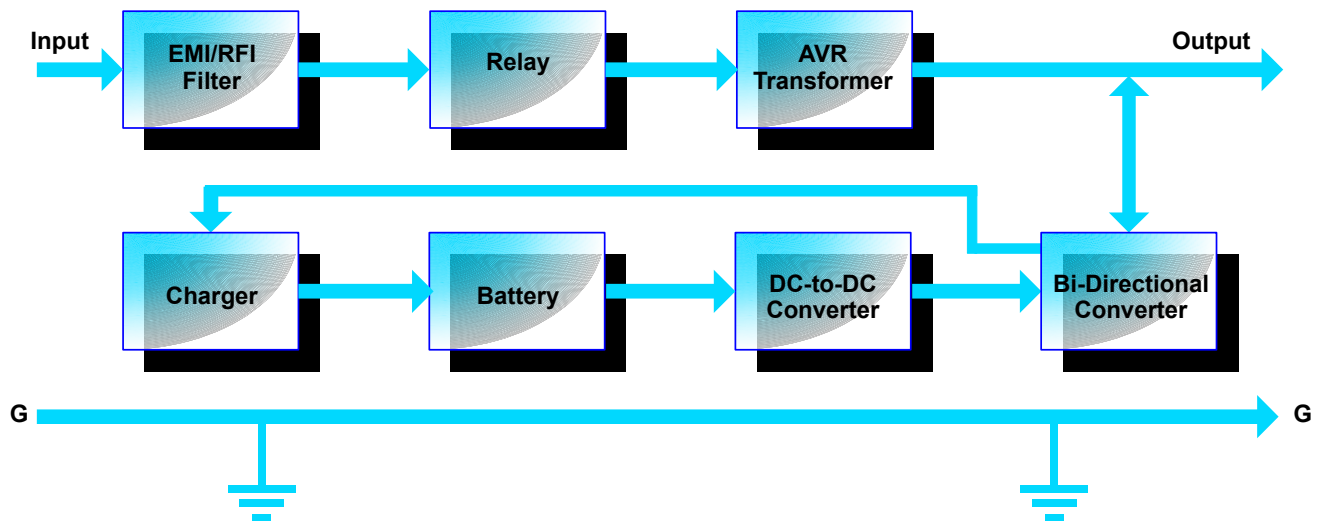 Input
EMI/RFI
Filter
Relay
AVR
Transformer
Output
Charger
Battery
DC-to-DC
Converter
Bi-Directional
Converter
G
G